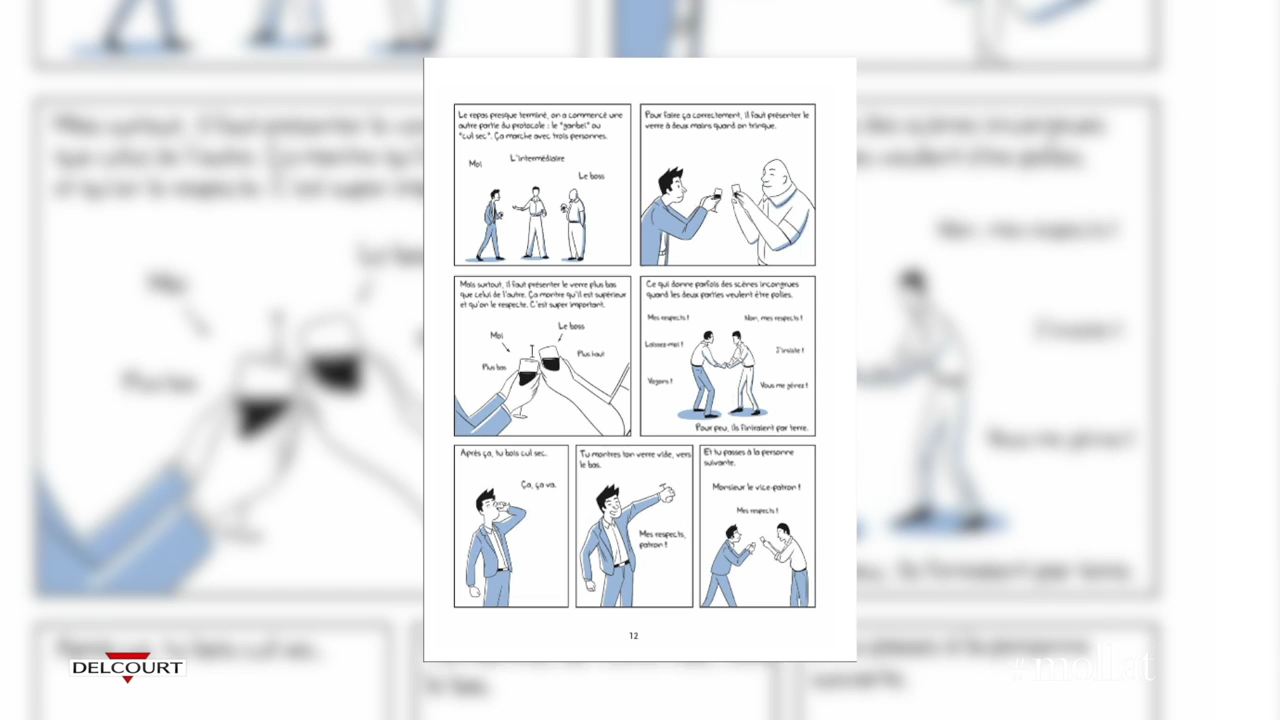 Le repas presque terminé, on a commencé une
autre partie du protocole : le "ganbei" ou
"cul sec". Ça marche avec trois personnes.
Moi
L'intermédiaire
Le boss
Pour faire ça correctement, il faut présenter le
verre à deux mains quand on trinque.
Mais surtout, il faut présenter le verre plus bas
que celui de l'autre. Ça montre qu'il est supérieur
et qu'on le respecte. C'est super important.
Moi
Le boss
Plus bas
Plus haut
Ce qui donne parfois des scènes incongrues
quand les deux parties veulent être polies.
Mes respects !
Non, mes respects !
Laissez-moi !
J'insiste !
Voyons !
Vous me gênez !
Pour peu, ils finiraient par terre.
Après ça, tu bois cul sec.
Ça, ça va.
Tu montres ton verre vide, vers
le bas.
Mes respects,
patron !
Et tu passes à la personne
suivante.
Monsieur le vice-patron !
Mes respects !
12
DELCOURT
#mollat